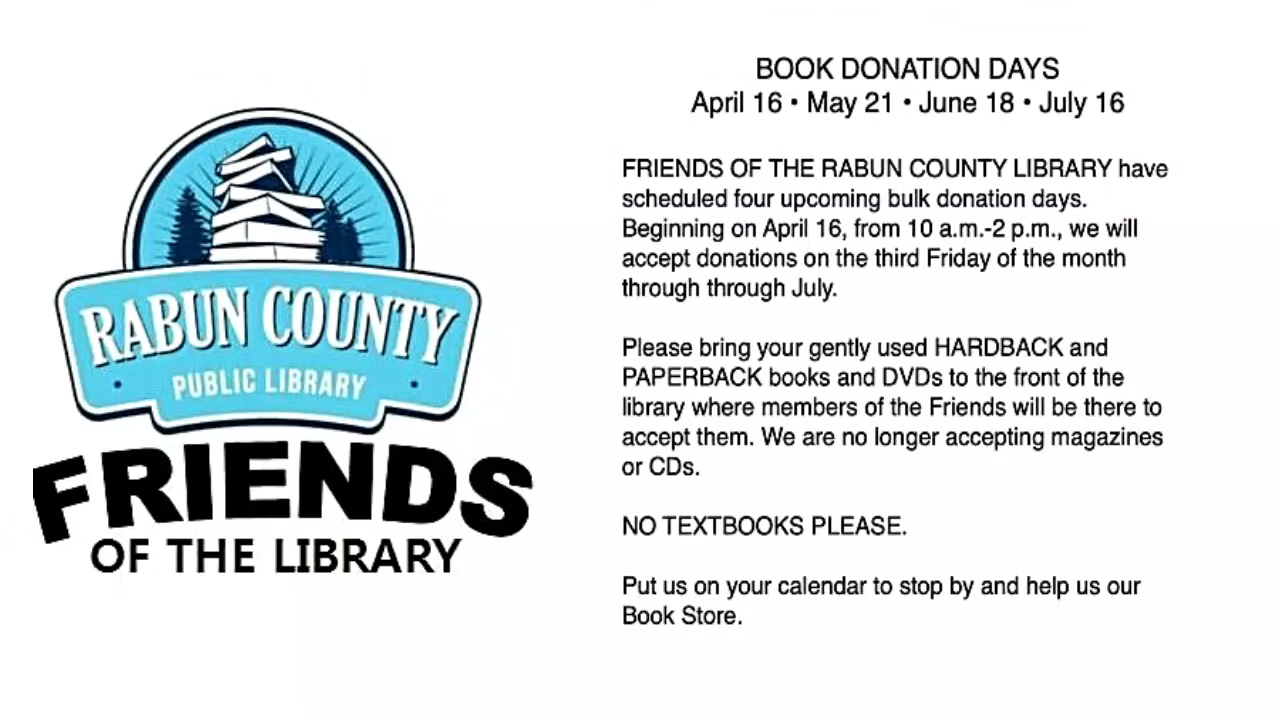 RABUN COUNTY
• PUBLIC LIBRARY •
FRIENDS
OF THE LIBRARY
BOOK DONATION DAYS
April 16 • May 21 • June 18 • July 16
FRIENDS OF THE RABUN COUNTY LIBRARY have
scheduled four upcoming bulk donation days.
Beginning on April 16, from 10 a.m.-2 p.m., we will
accept donations on the third Friday of the month
through through July.
Please bring your gently used HARDBACK and
PAPERBACK books and DVDs to the front of the
library where members of the Friends will be there to
accept them. We are no longer accepting magazines
or CDs.
NO TEXTBOOKS PLEASE.
Put us on your calendar to stop by and help us our
Book Store.